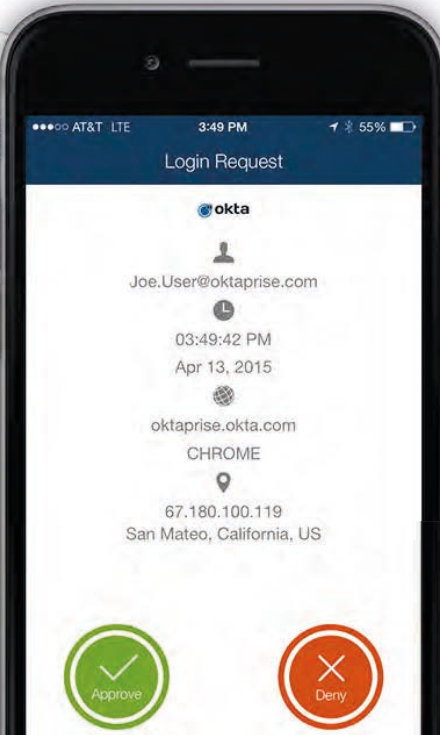 AT&T LTE 3:49 PM 55%
Login Request
okta
Joe.User@oktaprise.com
03:49:42 PM
Apr 13, 2015
oktaprise.okta.com
CHROME
67.180.100.119
San Mateo, California, US
Approve Deny